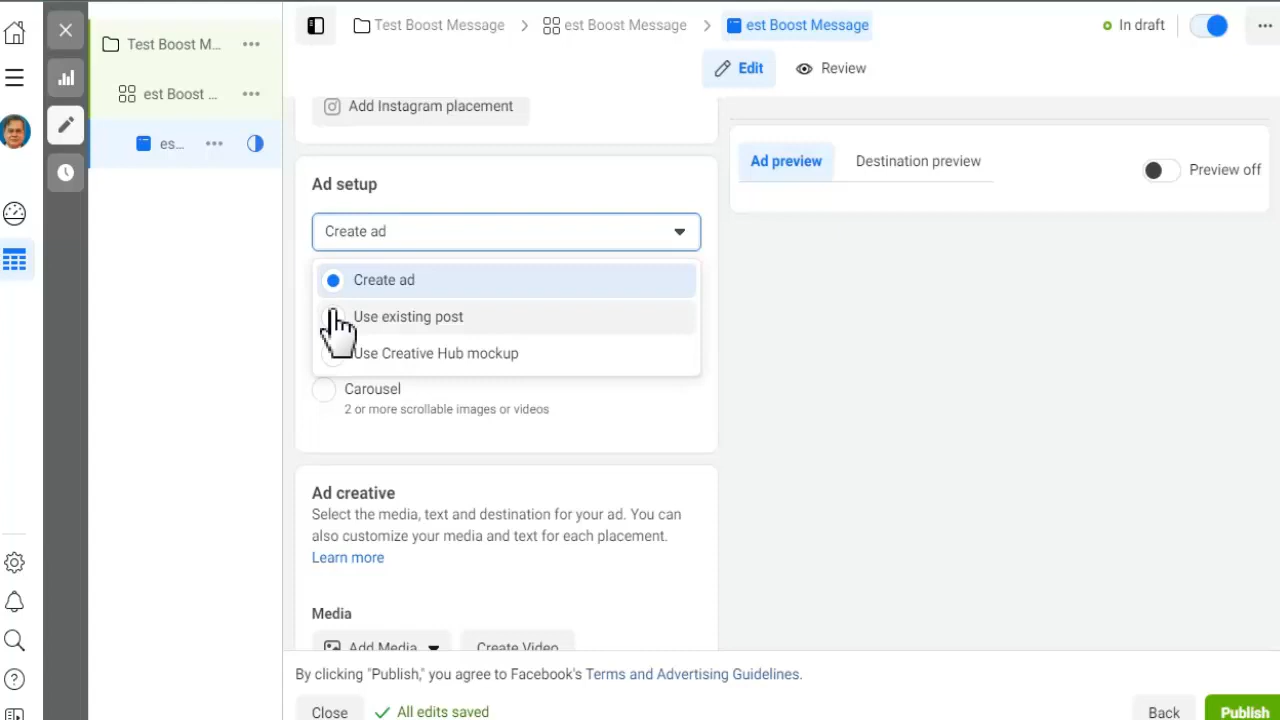 Test Boost Message
est Boost Message
est Boost Message
In draft
Edit
Review
Test Boost M...
est Boost ...
es...
Add Instagram placement
Ad setup
Create ad
Create ad
Use existing post
Use Creative Hub mockup
Carousel
2 or more scrollable images or videos
Ad creative
Select the media, text and destination for your ad. You can
also customize your media and text for each placement.
Learn more
Media
Add Media
Create Video
Ad preview
Destination preview
Preview off
By clicking "Publish," you agree to Facebook's Terms and Advertising Guidelines.
Close
All edits saved
Back
Publish